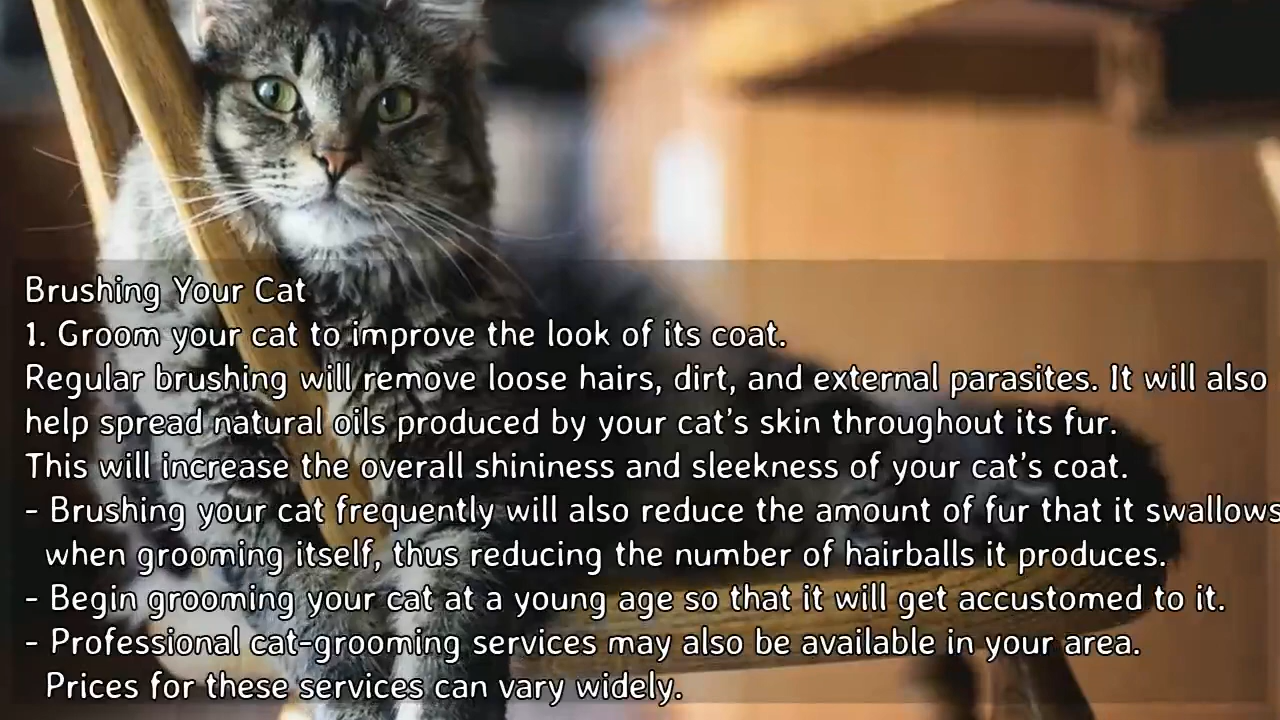 Brushing Your Cat
1. Groom your cat to improve the look of its coat.
Regular brushing will remove loose hairs, dirt, and external parasites. It will also
help spread natural oils produced by your cat's skin throughout its fur.
This will increase the overall shininess and sleekness of your cat's coat.
- Brushing your cat frequently will also reduce the amount of fur that it swallows
when grooming itself, thus reducing the number of hairballs it produces.
- Begin grooming your cat at a young age so that it will get accustomed to it.
- Professional cat-grooming services may also be available in your area.
Prices for these services can vary widely.